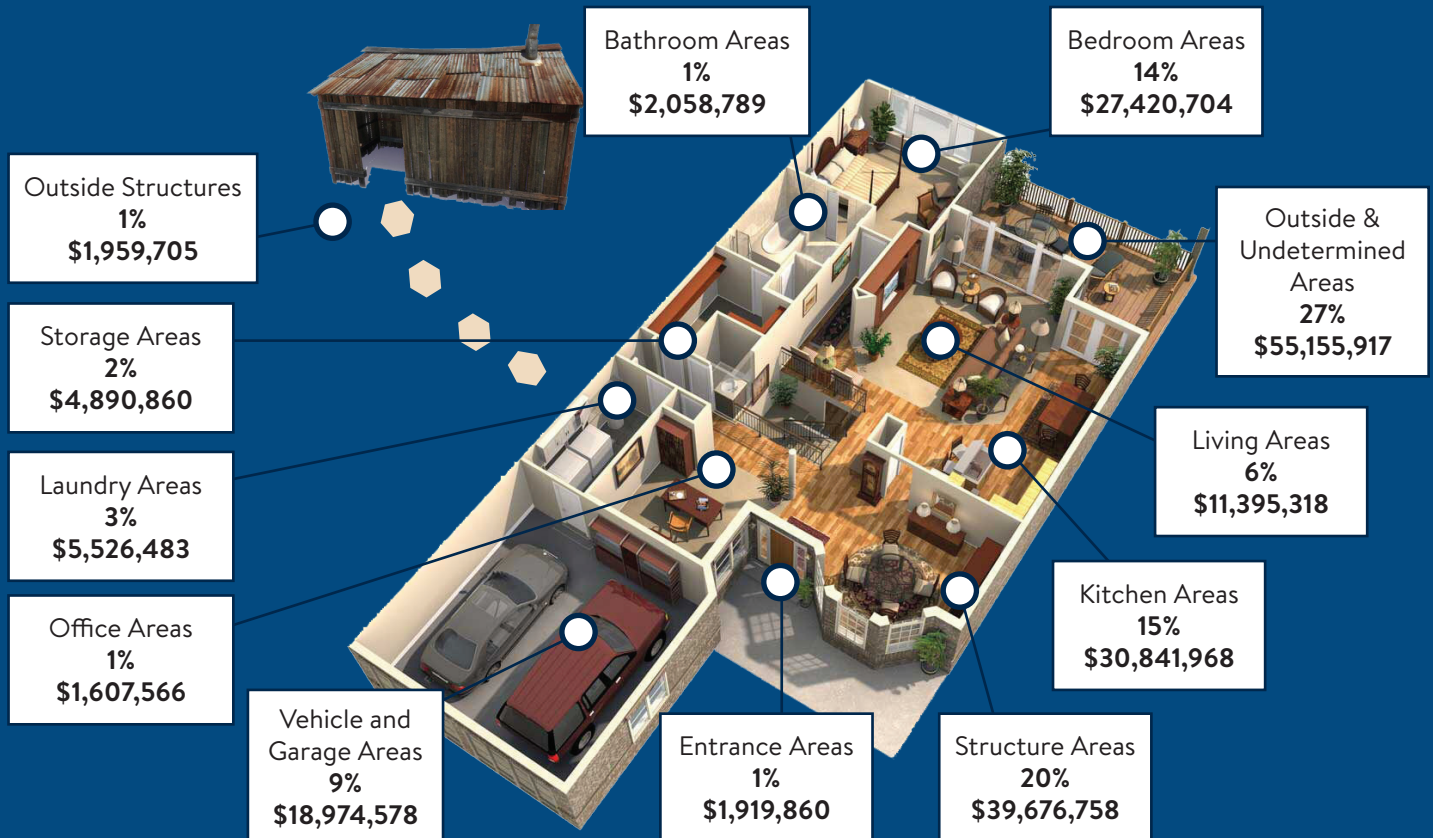 Bathroom Areas
1%
$2,058,789
Bedroom Areas
14%
$27,420,704
Outside Structures
1%
$1,959,705
Outside &
Undetermined
Areas
27%
$55,155,917
Storage Areas
2%
$4,890,860
Living Areas
6%
$11,395,318
Laundry Areas
3%
$5,526,483
Kitchen Areas
15%
$30,841,968
Office Areas
1%
$1,607,566
Vehicle and
Garage Areas
9%
$18,974,578
Entrance Areas
1%
$1,919,860
Structure Areas
20%
$39,676,758